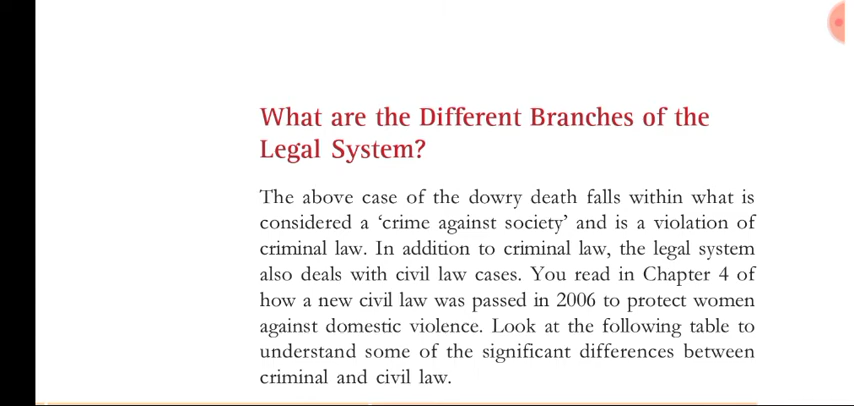 What are the Different Branches of the
Legal System?
The above case of the dowry death falls within what is
considered a ‘crime against society’ and is a violation of
criminal law. In addition to criminal law, the legal system
also deals with civil law cases. You read in Chapter 4 of
how a new civil law was passed in 2006 to protect women
against domestic violence. Look at the following table to
understand some of the significant differences between
criminal and civil law.